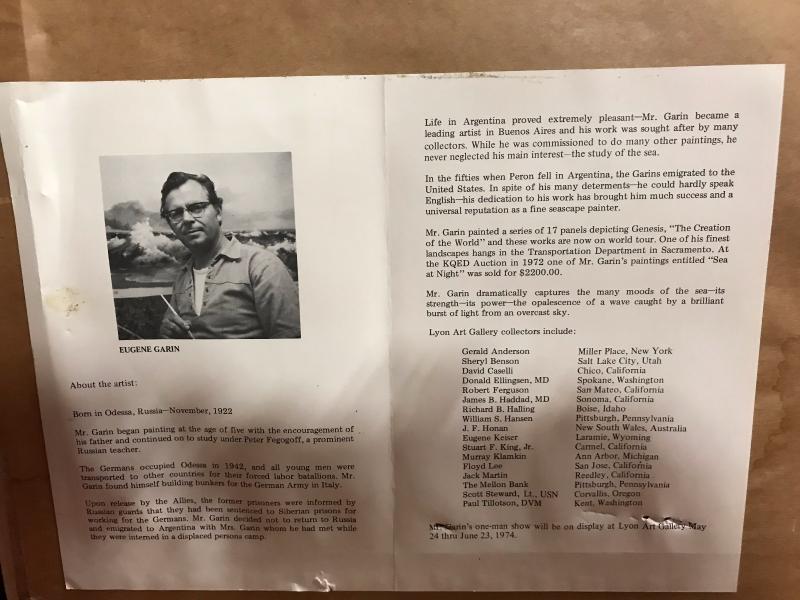 EUGENE GARIN
About the artist:
Born in Odessa, Russia—November, 1922
Mr. Garin began painting at the age of five with the encouragement of
his father and continued on to study under Peter Fegogoff, a prominent
Russian teacher.
The Germans occupied Odessa in 1942, and all young men were
transported to other countries for their forced labor batallions. Mr.
Garin found himself building bunkers for the German Army in Italy.
Upon release by the Allies, the former prisoners were informed by
Russian guards that they had been sentenced to Siberian prisons for
working for the Germans. Mr. Garin decided not to return to Russia
and emigrated to Argentina with Mrs. Garin whom he had met while
they were interned in a displaced persons camp.
Life in Argentina proved extremely pleasant—Mr. Garin became a
leading artist in Buenos Aires and his work was sought after by many
collectors. While he was commissioned to do many other paintings, he
never neglected his main interest—the study of the sea.
In the fifties when Peron fell in Argentina, the Garins emigrated to the
United States. In spite of his many determents—he could hardly speak
English—his dedication to his work has brought him much success and a
universal reputation as a fine seascape painter.
Mr. Garin painted a series of 17 panels depicting Genesis, "The Creation
of the World" and these works are now on world tour. One of his finest
landscapes hangs in the Transportation Department in Sacramento. At
the KQED Auction in 1972 one of Mr. Garin's paintings entitled "Sea
at Night" was sold for $2200.00.
Mr. Garin dramatically captures the many moods of the sea—its
strength—its power—the opalescence of a wave caught by a brilliant
burst of light from an overcast sky.
Lyon Art Gallery collectors include:
Gerald Anderson Miller Place, New York
Sheryl Benson Salt Lake City, Utah
David Caselli Chico, California
Donald Ellingsen, MD Spokane, Washington
Robert Ferguson San Mateo, California
James B. Haddad, MD Sonoma, California
Richard B. Halling Boise, Idaho
William S. Hansen Pittsburgh, Pennsylvania
J. F. Honan New South Wales, Australia
Eugene Keiser Laramie, Wyoming
Stuart F. King, Jr. Carmel, California
Murray Klamkin Ann Arbor, Michigan
Floyd Lee San Jose, California
Jack Martin Reedley, California
The Mellon Bank Pittsburgh, Pennsylvania
Scott Steward, Lt., USN Corvallis, Oregon
Paul Tillotson, DVM Kent, Washington
Mr. Garin's one-man show will be on display at Lyon Art Gallery May
24 thru June 23, 1974.